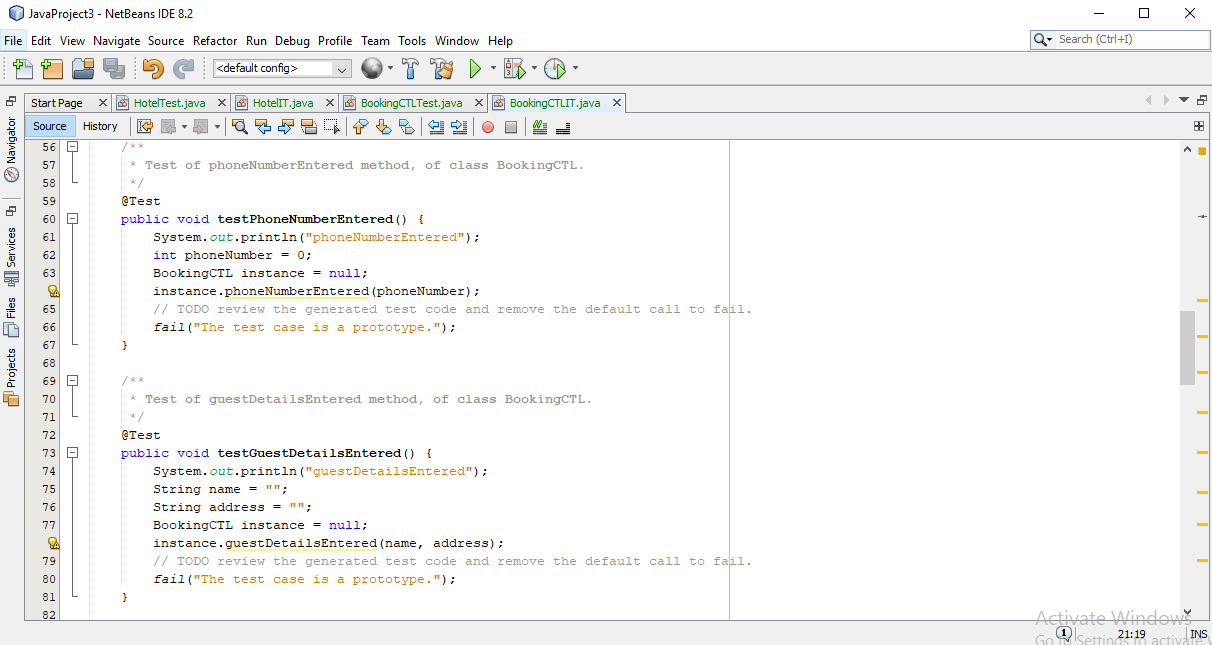 JavaProject3 - NetBeans IDE 8.2
File Edit View Navigate Source Refactor Run Debug Profile Team Tools Window Help
Search (Ctrl+I)
<default config>
Start Page HotelTest.java HotelIT.java BookingCTLTest.java BookingCTLIT.java
Source History
Navigator
Services
Files
Projects
56 /**
57 * Test of phoneNumberEntered method, of class BookingCTL.
58 */
59 @Test
60 public void testPhoneNumberEntered() {
61 System.out.println("phoneNumberEntered");
62 int phoneNumber = 0;
63 BookingCTL instance = null;
instance.phoneNumberEntered(phoneNumber);
65 // TODO review the generated test code and remove the default call to fail.
66 fail("The test case is a prototype.");
67 }
68
69 /**
70 * Test of guestDetailsEntered method, of class BookingCTL.
71 */
72 @Test
73 public void testGuestDetailsEntered() {
74 System.out.println("guestDetailsEntered");
75 String name = "";
76 String address = "";
77 BookingCTL instance = null;
instance.guestDetailsEntered(name, address);
79 // TODO review the generated test code and remove the default call to fail.
80 fail("The test case is a prototype.");
81 }
82
Activate Windows
Go to Settings to activate
1 21:19 INS